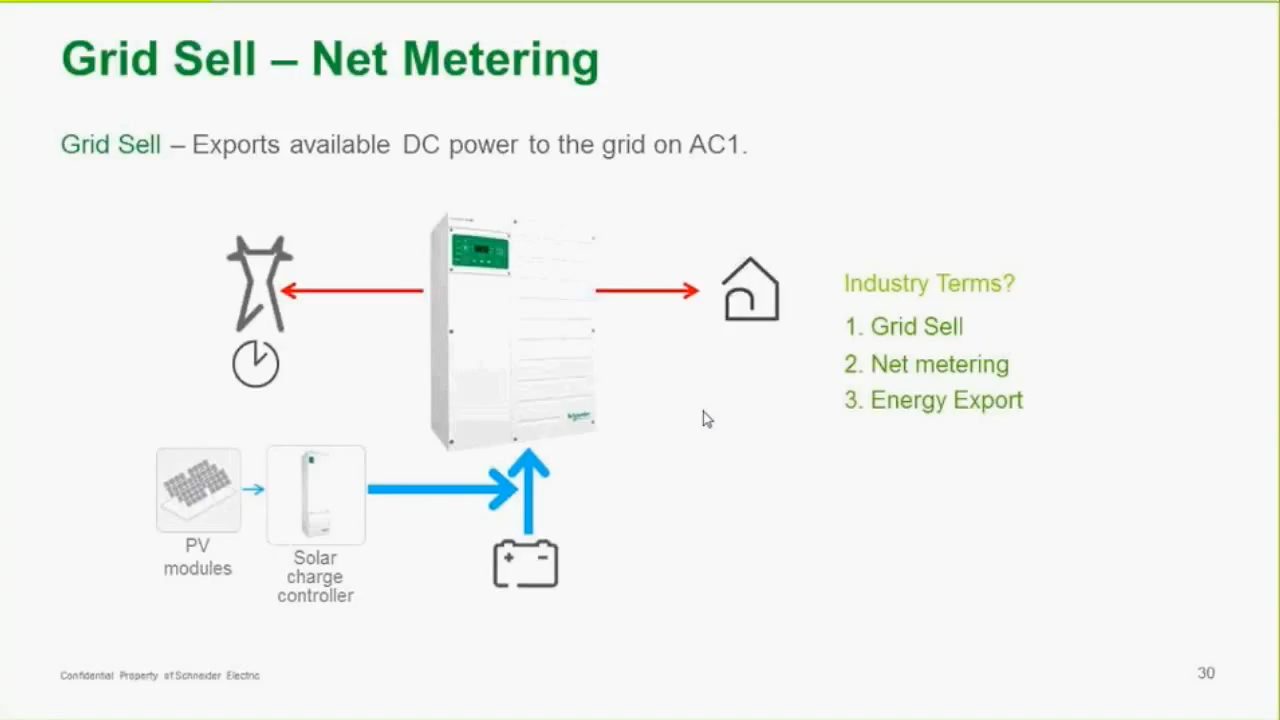 Grid Sell – Net Metering
Grid Sell – Exports available DC power to the grid on AC1.
Industry Terms?
1. Grid Sell
2. Net metering
3. Energy Export
PV
modules
Solar
charge
controller
Confidential Property of Schneider Electric
30